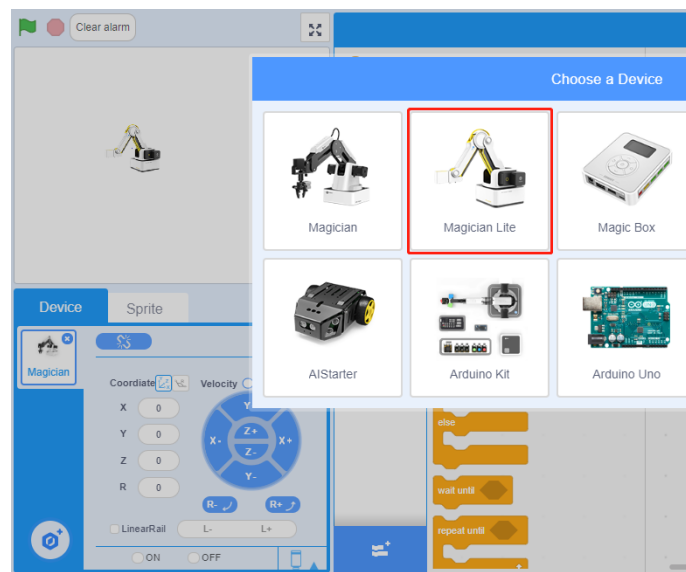 Clear alarm
Choose a Device
Magician
Magician Lite
Magic Box
AIStarter
Arduino Kit
Arduino Uno
Device
Sprite
Magician
Coordiate
Velocity
X 0
Y 0
Z 0
R 0
X-
Z+
X+
Z-
Y-
R-
R+
LinearRail
L-
L+
ON
OFF
else
wait until
repeat until